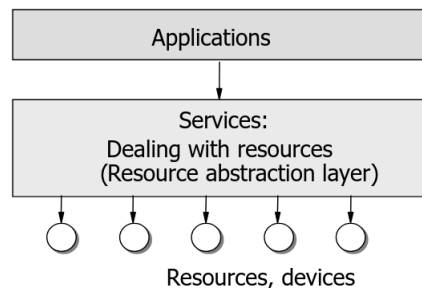 Applications
Services:
Dealing with resources
(Resource abstraction layer)
Resources, devices